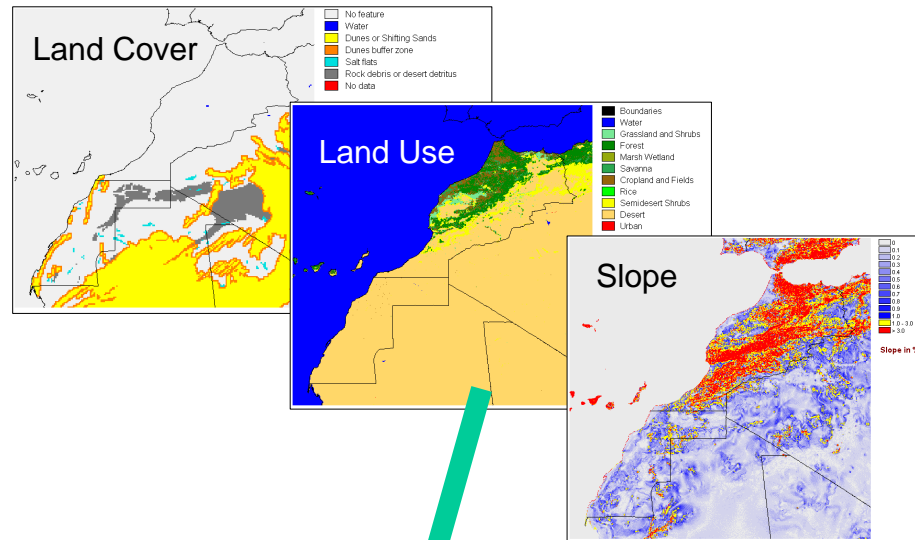 Land Cover
No feature
Water
Dunes or Shifting Sands
Dunes buffer zone
Salt flats
Rock debris or desert detritus
No data
Land Use
Boundaries
Water
Grassland and Shrubs
Forest
Marsh Wetland
Savanna
Cropland and Fields
Rice
Semidesert Shrubs
Desert
Urban
Slope
0
0.1
0.2
0.3
0.4
0.5
0.6
0.7
0.8
0.9
1.0
1.0 - 3.0
> 3.0
Slope in %